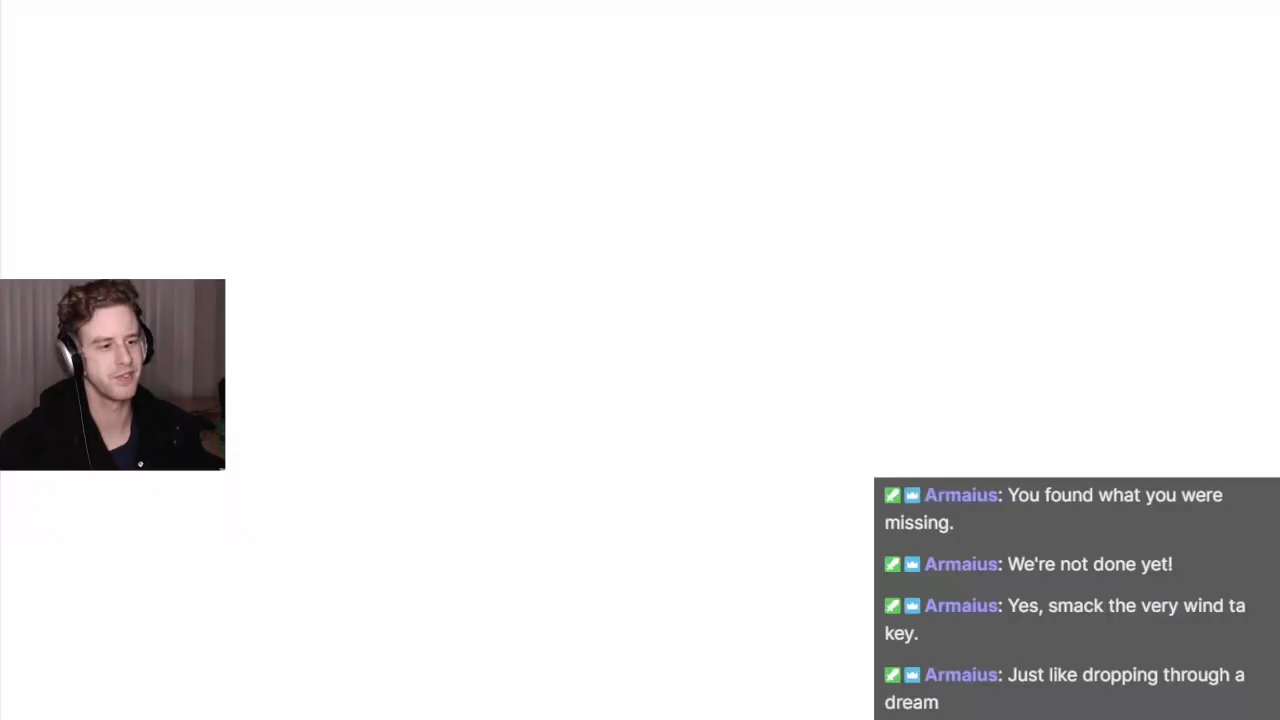 Armaius: You found what you were
missing.
Armaius: We're not done yet!
Armaius: Yes, smack the very wind ta
key.
Armaius: Just like dropping through a
dream